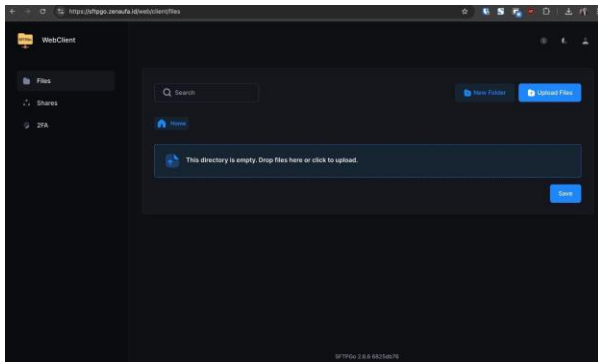 https://sftpgo.zenaufa.id/web/client/files
WebClient
Files
Shares
2FA
Search
New Folder
Upload Files
Home
This directory is empty. Drop files here or click to upload.
Save
SFTPGo 2.6.6 6825db76